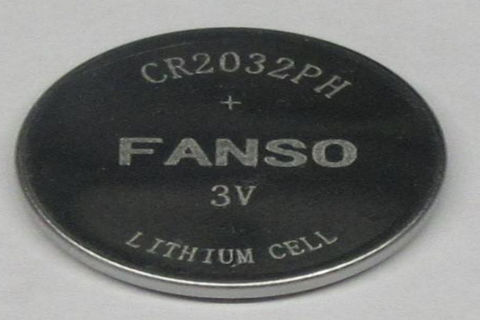 CR2032PH
+
FANSO
3V
LITHIUM CELL